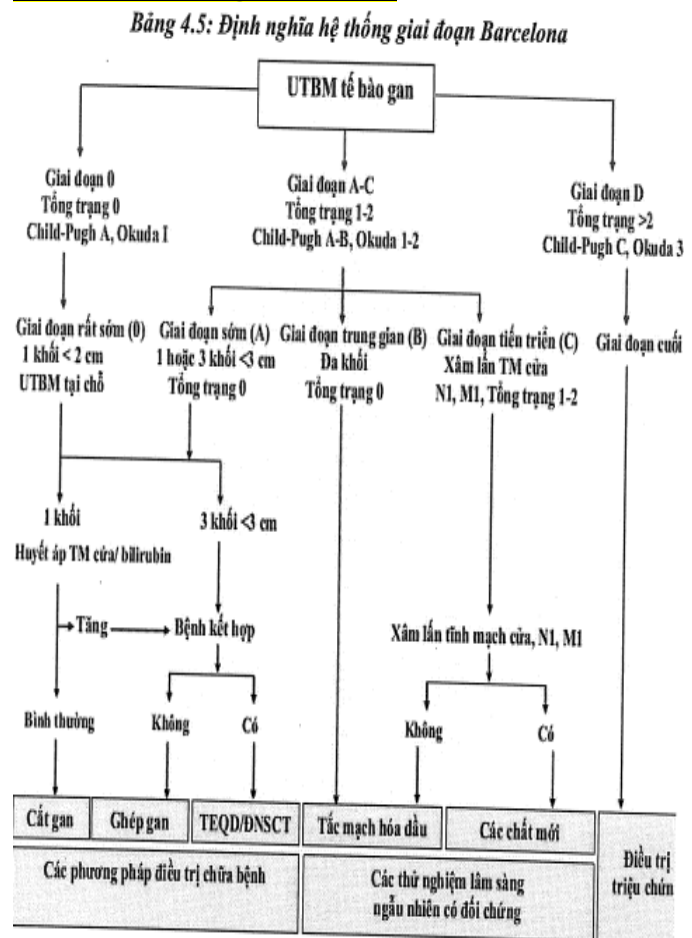 Bảng 4.5: Định nghĩa hệ thống giai đoạn Barcelona
UTBM tế bào gan
Giai đoạn 0
Tổng trạng 0
Child-Pugh A, Okuda I
Giai đoạn A-C
Tổng trạng 1-2
Child-Pugh A-B, Okuda 1-2
Giai đoạn D
Tổng trạng >2
Child-Pugh C, Okuda 3
Giai đoạn rất sớm (0)
1 khối < 2 cm
UTBM tại chỗ
Giai đoạn sớm (A)
1 hoặc 3 khối <3 cm
Tổng trạng 0
Giai đoạn trung gian (B)
Đa khối
Tổng trạng 0
Giai đoạn tiến triển (C)
Xâm lấn TM cửa
N1, M1, Tổng trạng 1-2
Giai đoạn cuối
1 khối
3 khối <3 cm
Huyết áp TM cửa/ bilirubin
Tăng
Bệnh kết hợp
Xâm lấn tĩnh mạch cửa, N1, M1
Bình thường
Không
Có
Không
Có
Cắt gan
Ghép gan
TEQD/ĐNSCT
Tắc mạch hóa dầu
Các chất mới
Điều trị
triệu chứn
Các phương pháp điều trị chữa bệnh
Các thử nghiệm lâm sàng
ngẫu nhiên có đối chứng